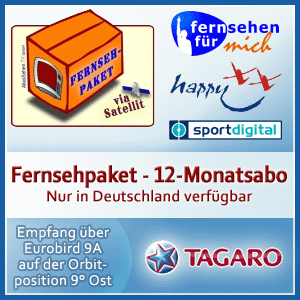 FERNSEH-
PAKET
via
Satellit
fernsehen
für
mich
happy
sportdigital
Fernsehpaket - 12-Monatsabo
Nur in Deutschland verfügbar
Empfang über
Eurobird 9A
auf der Orbit-
position 9° Ost
TAGARO